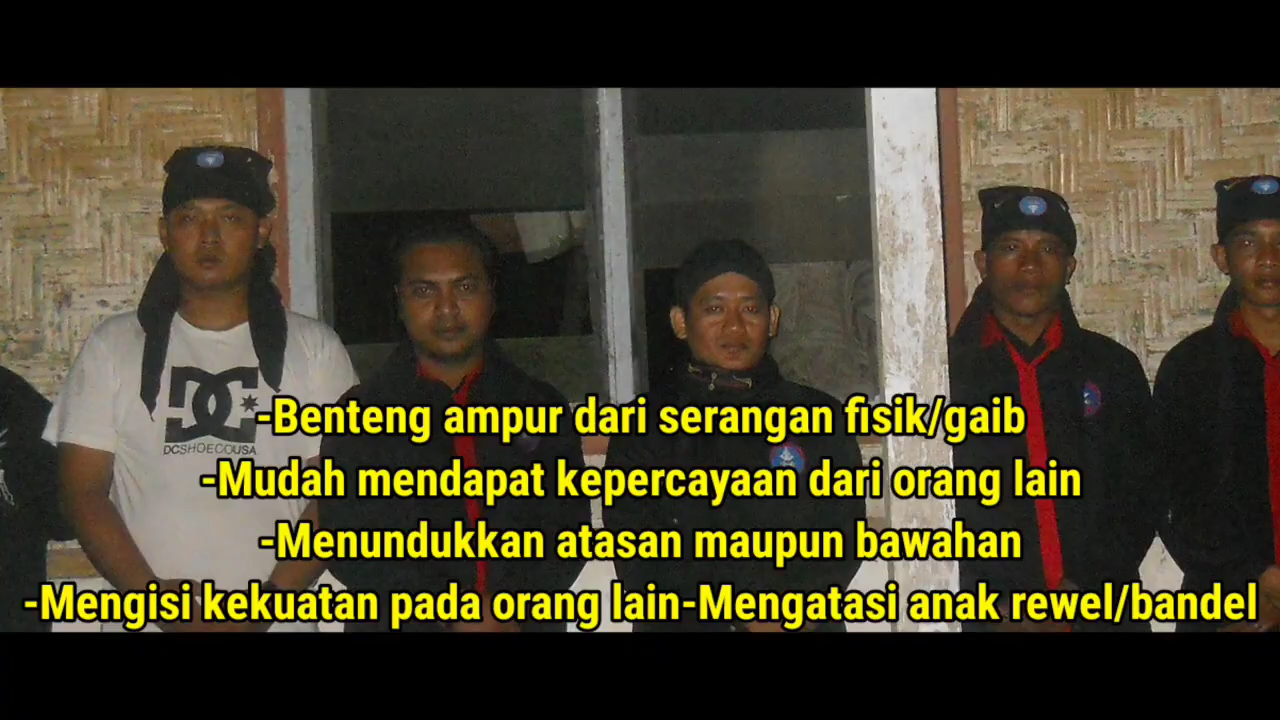 DCSHOECOUSA
-Benteng ampur dari serangan fisik/gaib
-Mudah mendapat kepercayaan dari orang lain
-Menundukkan atasan maupun bawahan
-Mengisi kekuatan pada orang lain-Mengatasi anak rewel/bandel